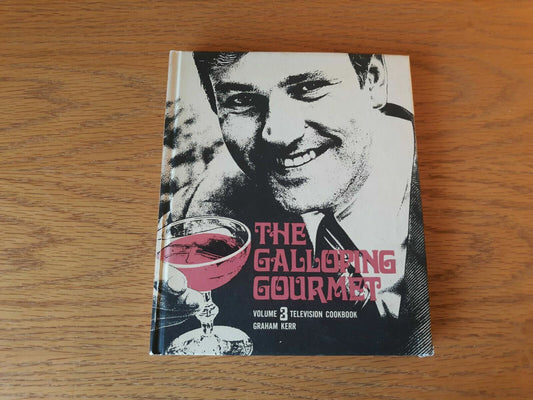 THE
GALLOPING
GOURMET
VOLUME 3 TELEVISION COOKBOOK
GRAHAM KERR